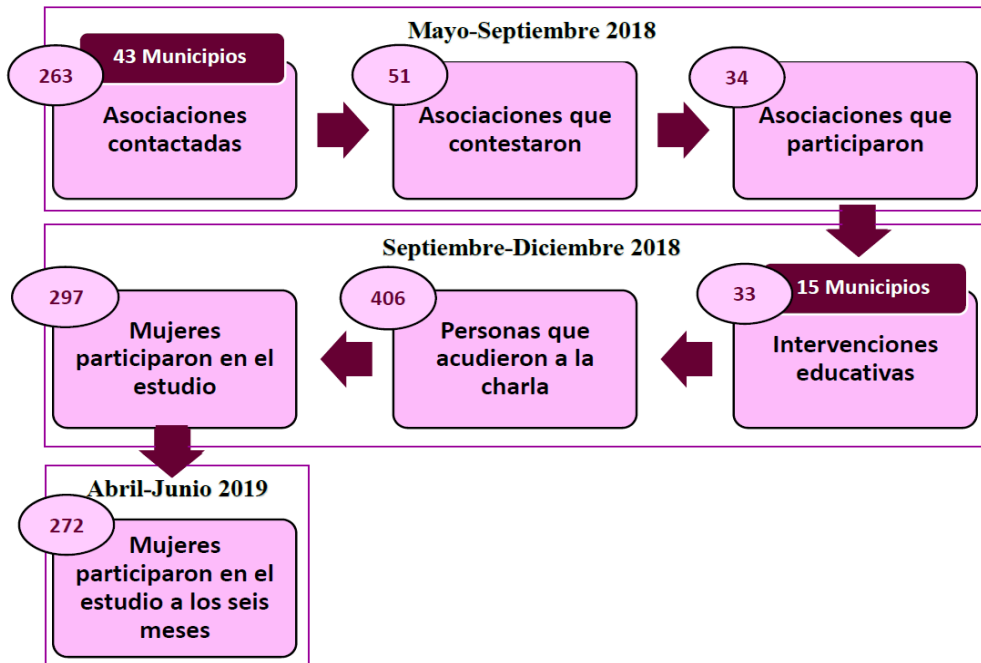 Mayo-Septiembre 2018
43 Municipios
263
Asociaciones
contactadas
51
Asociaciones que
contestaron
34
Asociaciones que
participaron
Septiembre-Diciembre 2018
15 Municipios
33
Intervenciones
educativas
406
Personas que
acudieron a la
charla
297
Mujeres
participaron en el
estudio
Abril-Junio 2019
272
Mujeres
participaron en el
estudio a los seis
meses